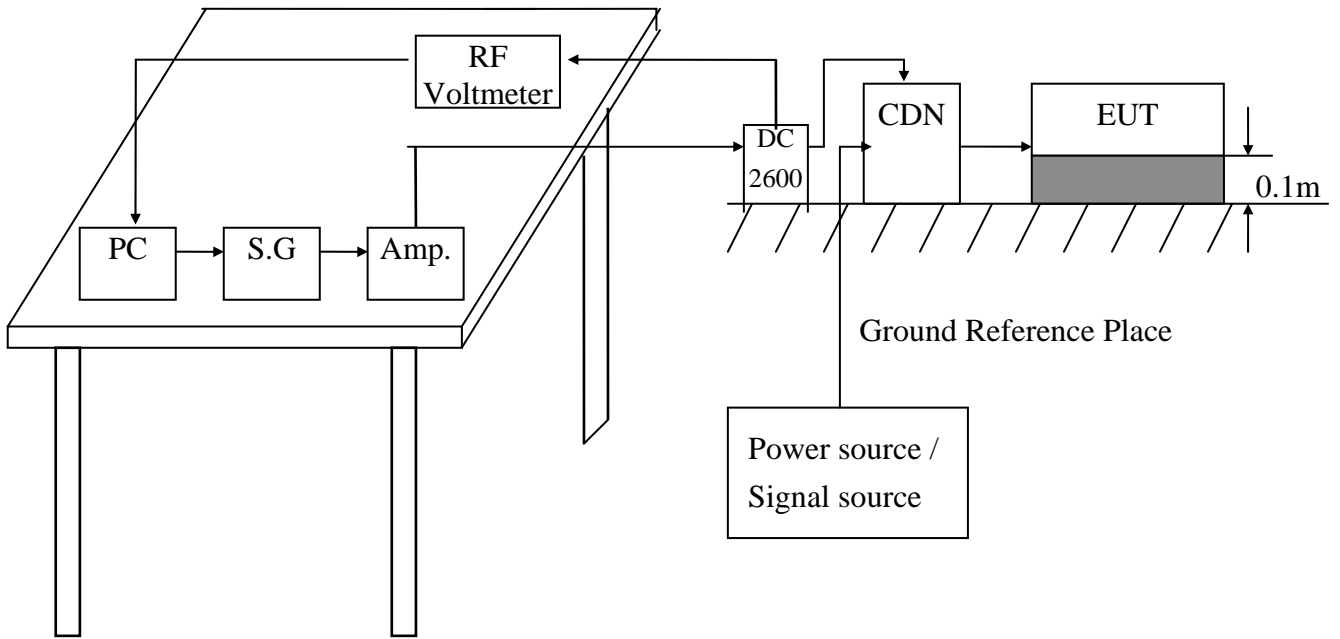 RF
Voltmeter
DC
2600
CDN
EUT
0.1m
PC
S.G
Amp.
Ground Reference Place
Power source /
Signal source